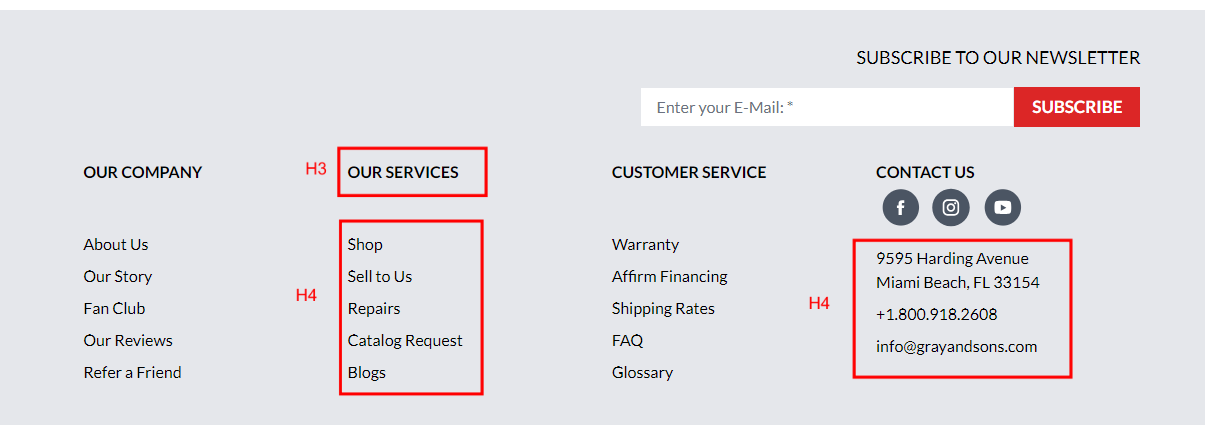 SUBSCRIBE TO OUR NEWSLETTER
Enter your E-Mail: *
SUBSCRIBE
OUR COMPANY
About Us
Our Story
Fan Club
Our Reviews
Refer a Friend
H3
OUR SERVICES
H4
Shop
Sell to Us
Repairs
Catalog Request
Blogs
CUSTOMER SERVICE
Warranty
Affirm Financing
Shipping Rates
FAQ
Glossary
CONTACT US
f
H4
9595 Harding Avenue
Miami Beach, FL 33154
+1.800.918.2608
info@grayandsons.com